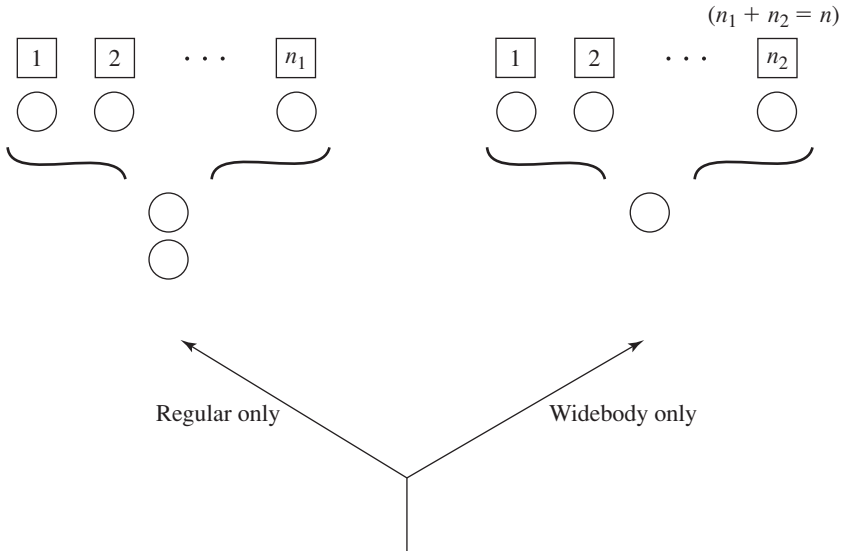 (n₁ + n₂ = n)
1 2 · · · n₁ 1 2 · · · n₂
Regular only Widebody only